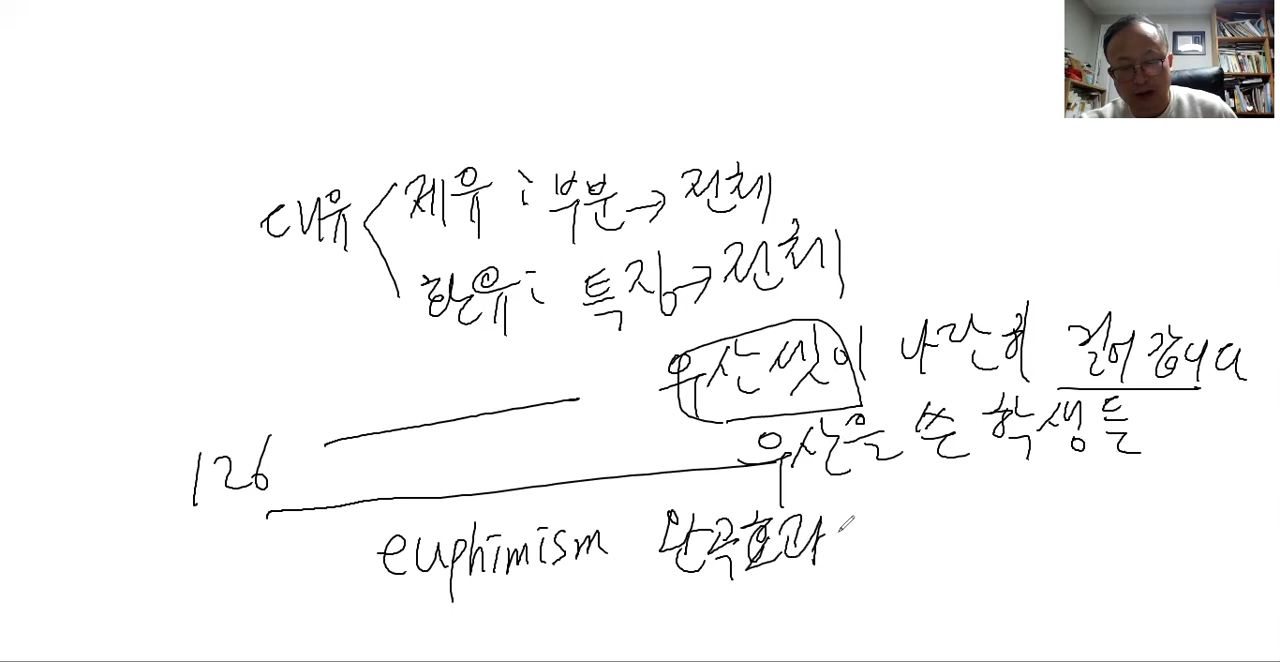 대유 제유 : 부분→전체
환유 : 특징→전체
우산 셋이 나란히 걸어갑니다
우산을 쓴 학생들
126
euphimism 완곡효과